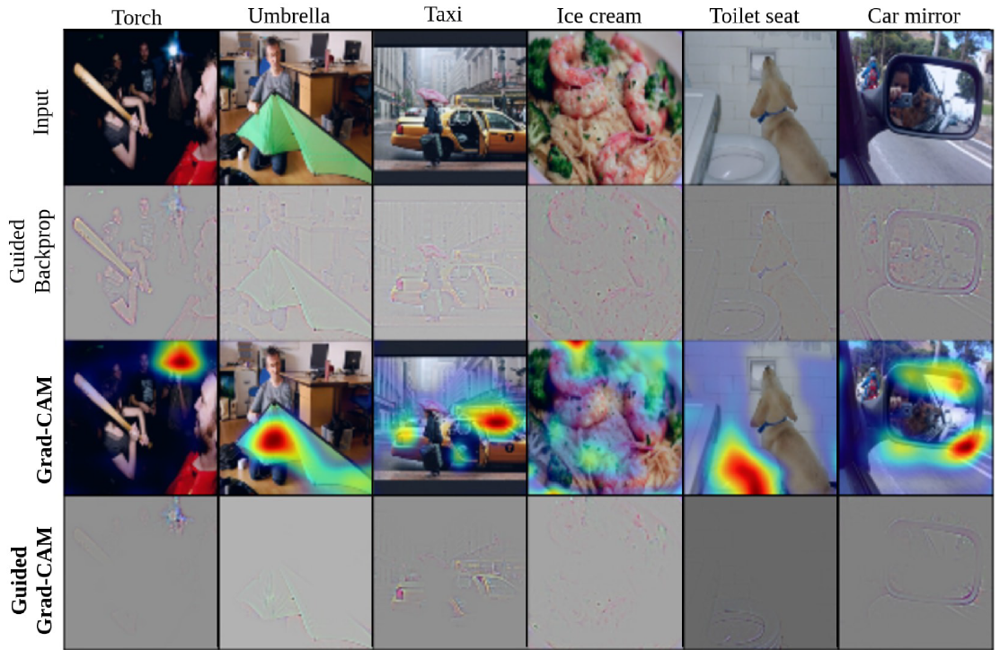 Torch
Umbrella
Taxi
Ice cream
Toilet seat
Car mirror
Input
Guided
Backprop
Grad-CAM
Guided
Grad-CAM